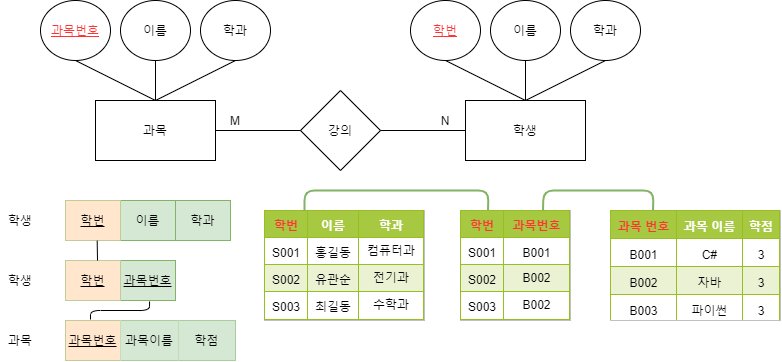 과목번호 이름 학과 학번 이름 학과
과목 M 강의 N 학생
학생 학번 이름 학과
학생 학번 과목번호
과목 과목번호 과목이름 학점
학번 이름 학과
S001 홍길동 컴퓨터과
S002 유관순 전기과
S003 최길동 수학과
학번 과목번호
S001 B001
S002 B002
S003 B002
과목 번호 과목 이름 학점
B001 C# 3
B002 자바 3
B003 파이썬 3